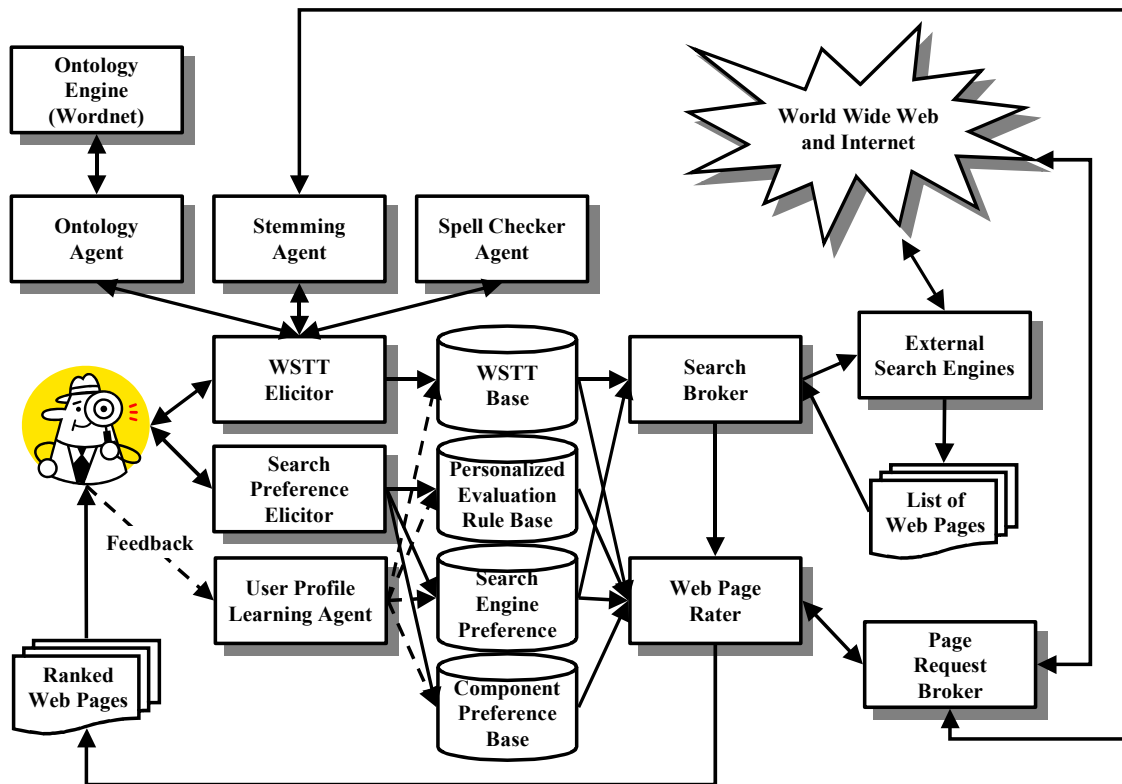 Ontology
Engine
(Wordnet)
World Wide Web
and Internet
Ontology
Agent
Stemming
Agent
Spell Checker
Agent
WSTT
Elicitor
WSTT
Base
Search
Broker
External
Search Engines
Search
Preference
Elicitor
Personalized
Evaluation
Rule Base
List of
Web Pages
Feedback
User Profile
Learning Agent
Search
Engine
Preference
Web Page
Rater
Ranked
Web Pages
Component
Preference
Base
Page
Request
Broker